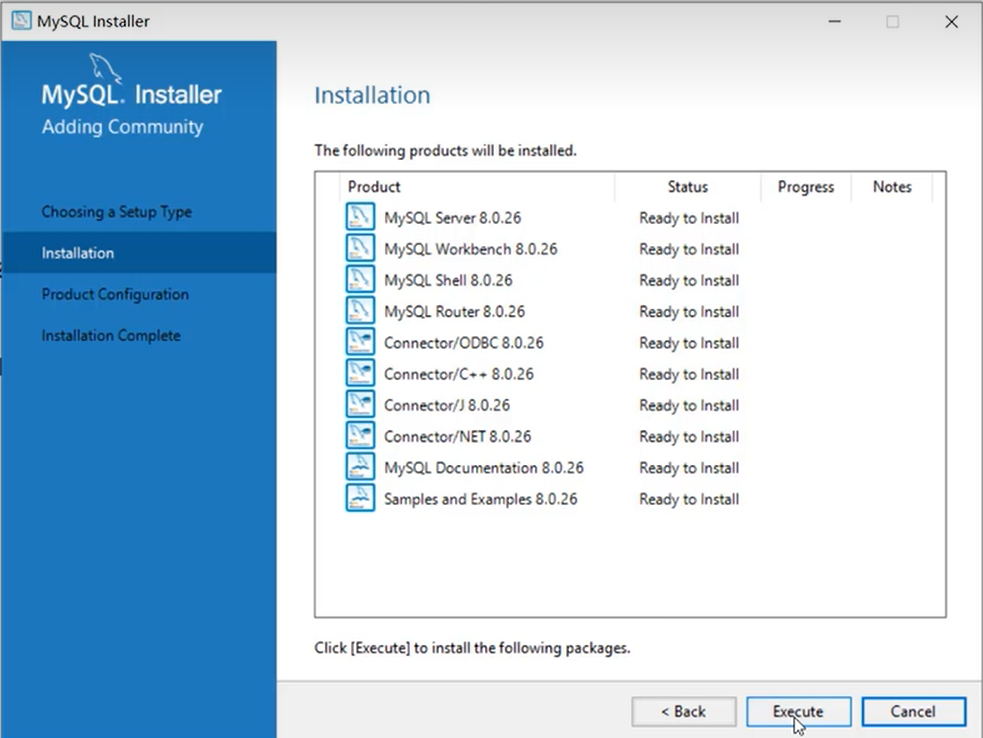 MySQL Installer
MySQL. Installer
Adding Community
Choosing a Setup Type
Installation
Product Configuration
Installation Complete
Installation
The following products will be installed.
Product Status Progress Notes
MySQL Server 8.0.26 Ready to Install
MySQL Workbench 8.0.26 Ready to Install
MySQL Shell 8.0.26 Ready to Install
MySQL Router 8.0.26 Ready to Install
Connector/ODBC 8.0.26 Ready to Install
Connector/C++ 8.0.26 Ready to Install
Connector/J 8.0.26 Ready to Install
Connector/NET 8.0.26 Ready to Install
MySQL Documentation 8.0.26 Ready to Install
Samples and Examples 8.0.26 Ready to Install
Click [Execute] to install the following packages.
< Back Execute Cancel